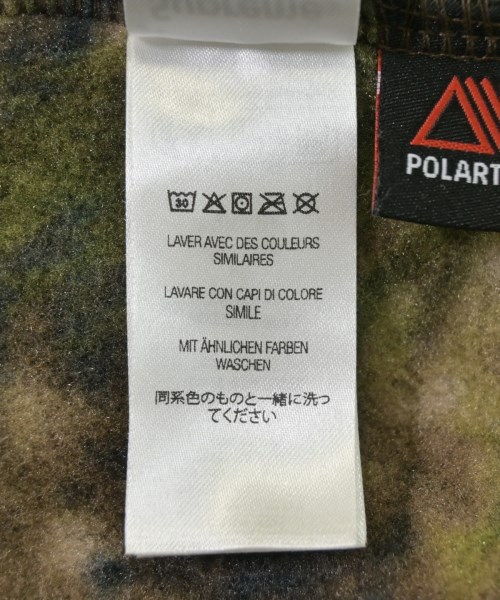 Supreme
30
LAVER AVEC DES COULEURS
SIMILAIRES
LAVARE CON CAPI DI COLORE
SIMILE
MIT ÄHNLICHEN FARBEN
WASCHEN
同系色のものと一緒に洗っ
てください
POLART